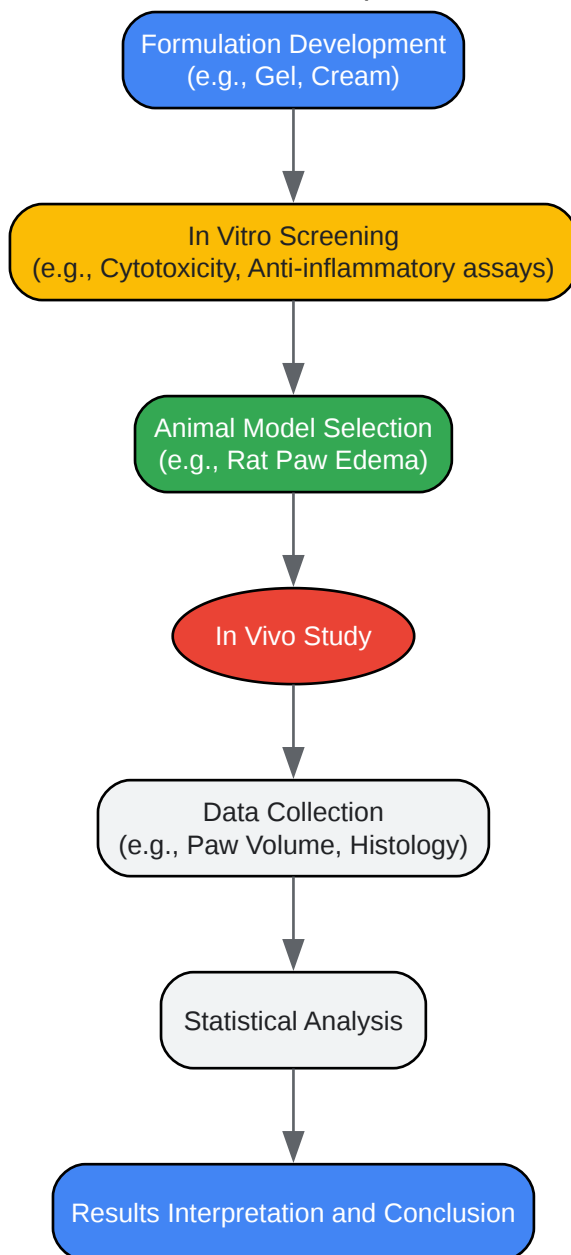 Formulation Development
(e.g., Gel, Cream)
In Vitro Screening
(e.g., Cytotoxicity, Anti-inflammatory assays)
Animal Model Selection
(e.g., Rat Paw Edema)
In Vivo Study
Data Collection
(e.g., Paw Volume, Histology)
Statistical Analysis
Results Interpretation and Conclusion